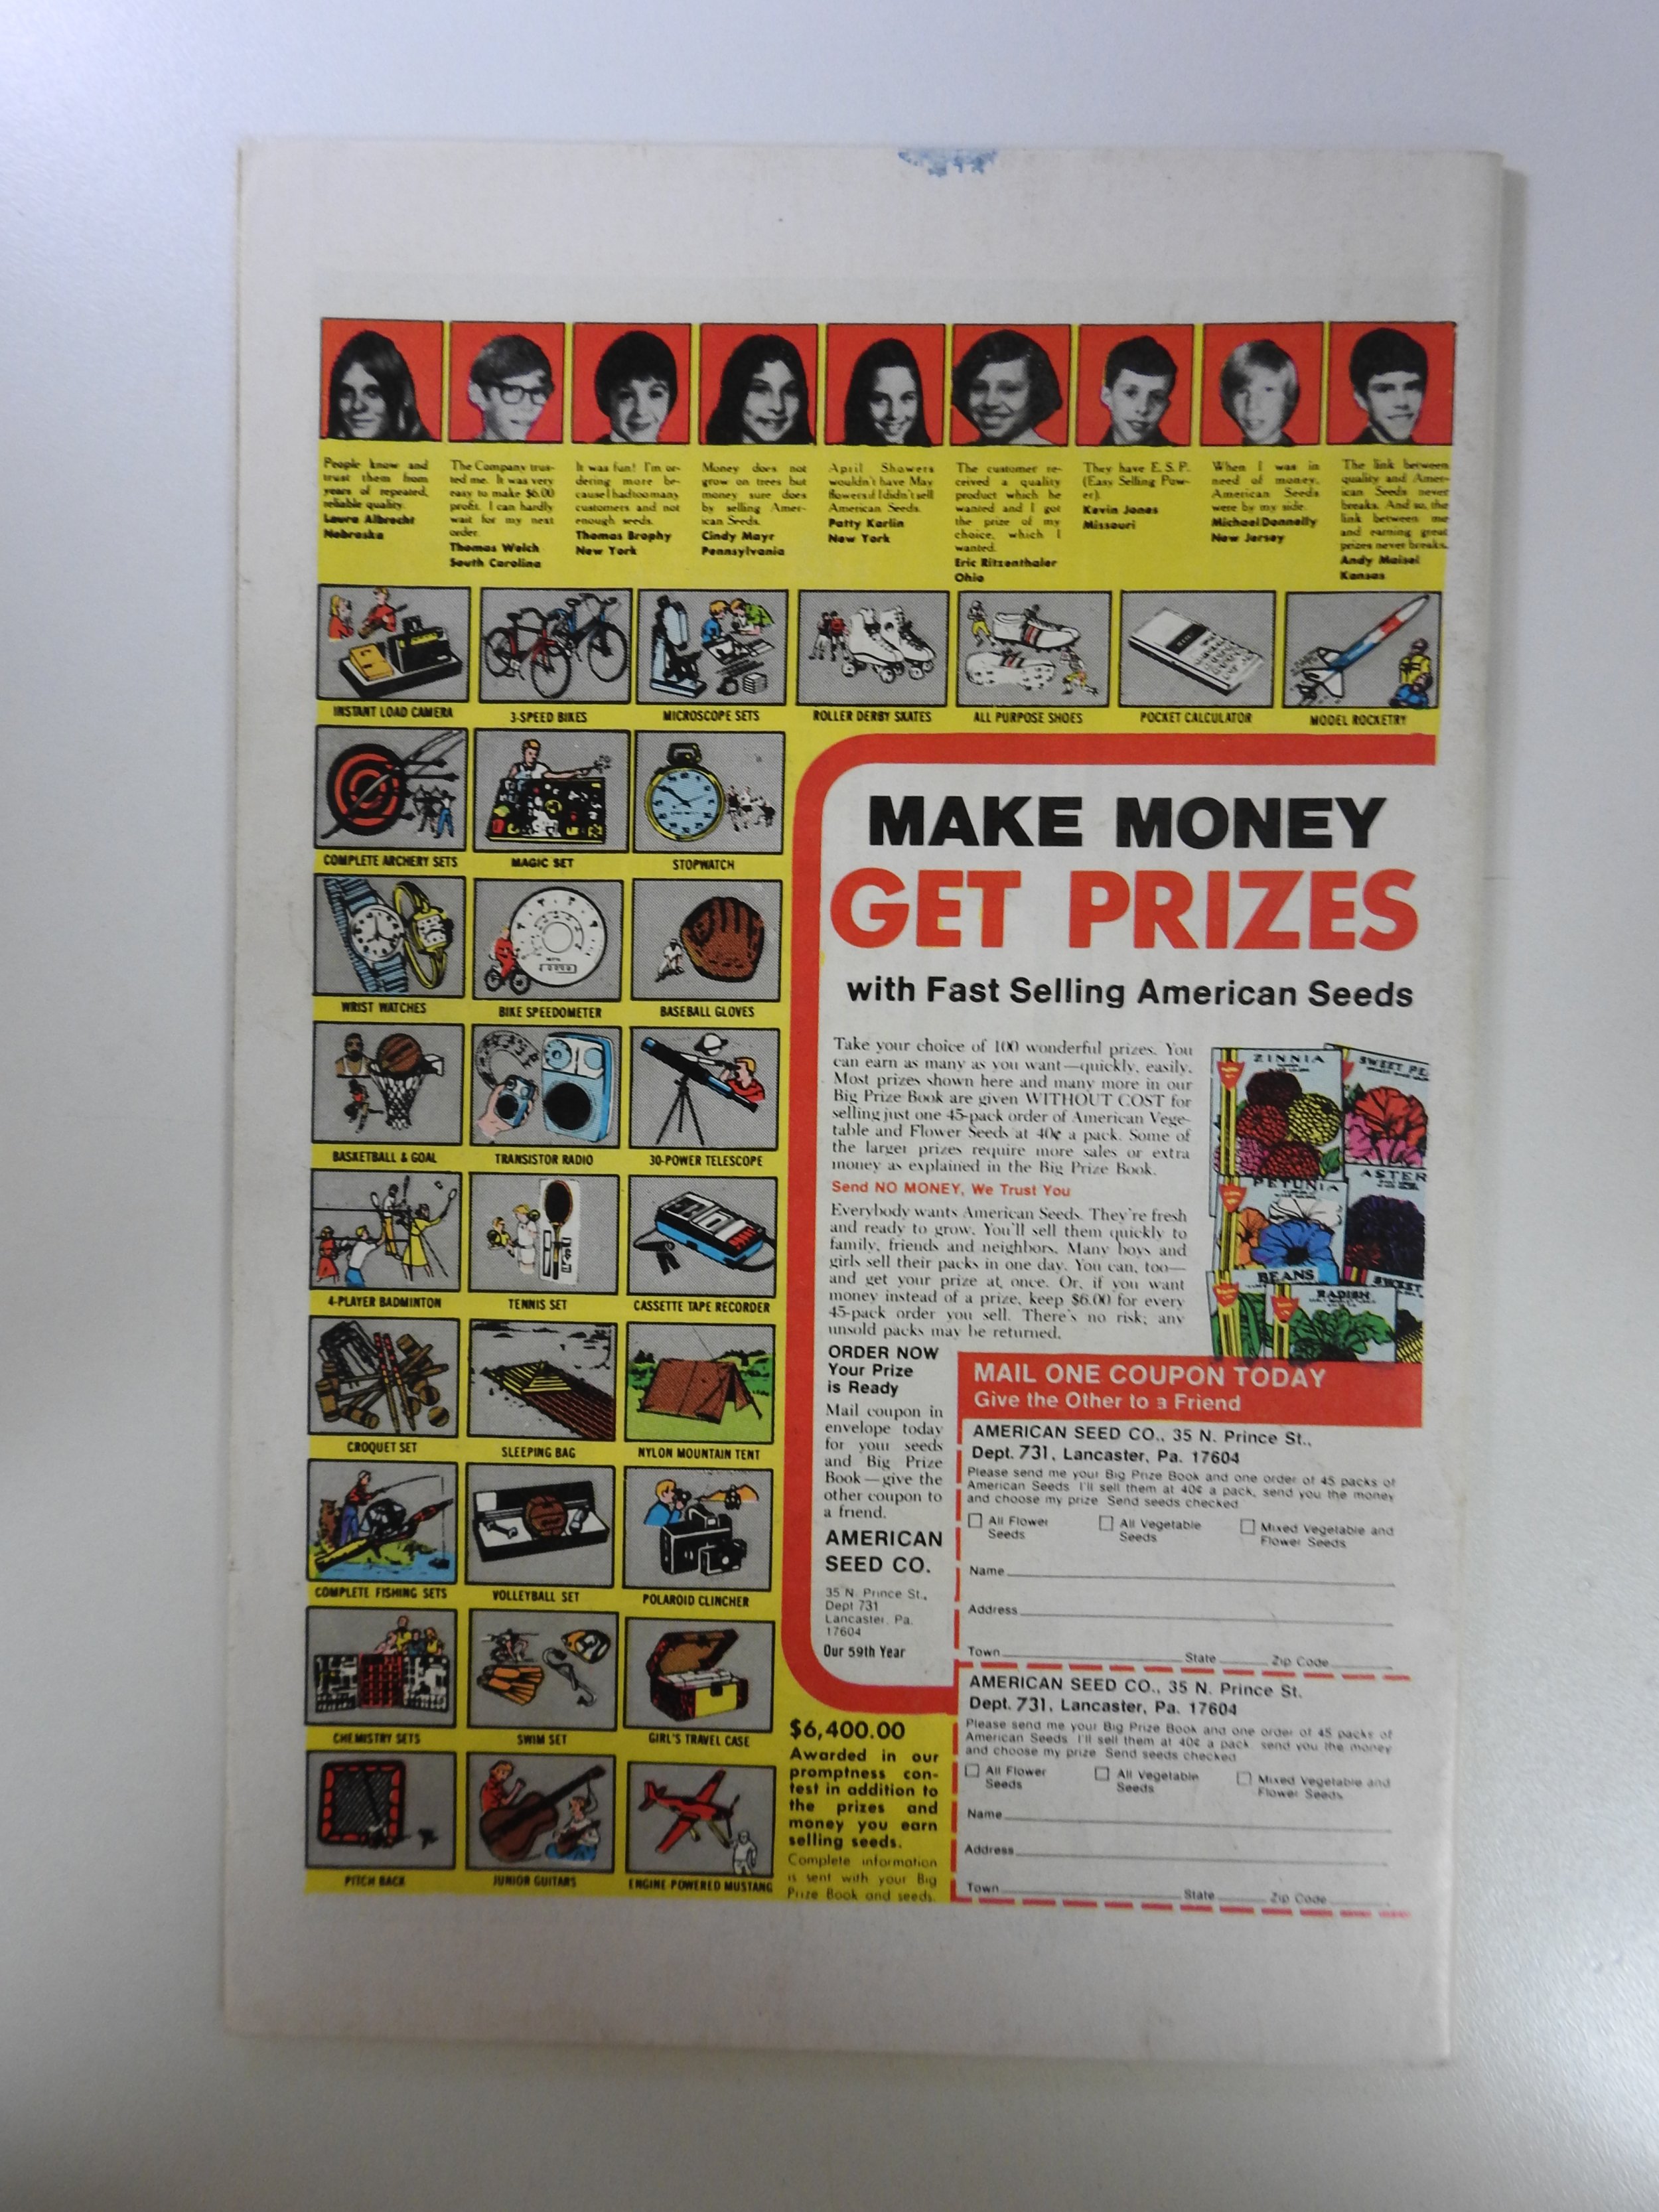 People know and
trust them from
years of repeated,
reliable quality.
Laura Albrecht
Nebraska
The Company trus-
ted me. It was very
easy to make $6.00
profit. I can hardly
wait for my next
order.
Thomas Welch
South Carolina
It was fun! I'm or-
dering more be-
cause I had too many
customers and not
enough seeds.
Thomas Brophy
New York
Money does not
grow on trees but
money sure does
by selling Amer-
ican Seeds.
Cindy Mayr
Pennsylvania
April Showers
wouldn't have May
flowers if I didn't sell
American Seeds.
Patty Karlin
New York
The customer re-
ceived a quality
product which he
wanted and I got
the prize of my
choice, which I
wanted.
Eric Ritzenthaler
Ohio
They have E.S.P.
(Easy Selling Pow-
er).
Kevin Jones
Missouri
When I was in
need of money,
American Seeds
were by my side.
Michael Donnelly
New Jersey
The link between
quality and Amer-
ican Seeds never
breaks. And so, the
link between me
and earning great
prizes never breaks.
Andy Maisel
Kansas
INSTANT LOAD CAMERA
3-SPEED BIKES
MICROSCOPE SETS
ROLLER DERBY SKATES
ALL PURPOSE SHOES
POCKET CALCULATOR
MODEL ROCKETRY
COMPLETE ARCHERY SETS
MAGIC SET
STOPWATCH
WRIST WATCHES
BIKE SPEEDOMETER
BASEBALL GLOVES
BASKETBALL & GOAL
TRANSISTOR RADIO
30-POWER TELESCOPE
4-PLAYER BADMINTON
TENNIS SET
CASSETTE TAPE RECORDER
CROQUET SET
SLEEPING BAG
NYLON MOUNTAIN TENT
COMPLETE FISHING SETS
VOLLEYBALL SET
POLAROID CLINCHER
CHEMISTRY SETS
SWIM SET
GIRL'S TRAVEL CASE
PITCH BACK
JUNIOR GUITARS
ENGINE-POWERED MUSTANG
MAKE MONEY
GET PRIZES
with Fast Selling American Seeds
Take your choice of 100 wonderful prizes. You
can earn as many as you want—quickly, easily.
Most prizes shown here and many more in our
Big Prize Book are given WITHOUT COST for
selling just one 45-pack order of American Vege-
table and Flower Seeds at 40¢ a pack. Some of
the larger prizes require more sales or extra
money as explained in the Big Prize Book.
Send NO MONEY, We Trust You
Everybody wants American Seeds. They're fresh
and ready to grow. You'll sell them quickly to
family, friends and neighbors. Many boys and
girls sell their packs in one day. You can, too—
and get your prize at once. Or, if you want
money instead of a prize, keep $6.00 for every
45-pack order you sell. There's no risk; any
unsold packs may be returned.
ZINNIA
SWEET PE
ASTER
PETUNIA
BEANS
RADISH
SWEET
ORDER NOW
Your Prize
is Ready
Mail coupon in
envelope today
for your seeds
and Big Prize
Book—give the
other coupon to
a friend.
AMERICAN
SEED CO.
35 N. Prince St.,
Dept 731
Lancaster, Pa.
17604
Our 59th Year
$6,400.00
Awarded in our
promptness con-
test in addition to
the prizes and
money you earn
selling seeds.
Complete information
is sent with your Big
Prize Book and seeds.
MAIL ONE COUPON TODAY
Give the Other to a Friend
AMERICAN SEED CO., 35 N. Prince St.,
Dept. 731, Lancaster, Pa. 17604
Please send me your Big Prize Book and one order of 45 packs of
American Seeds. I'll sell them at 40¢ a pack, send you the money
and choose my prize. Send seeds checked
All Flower
Seeds
All Vegetable
Seeds
Mixed Vegetable and
Flower Seeds
Name
Address
Town State Zip Code
AMERICAN SEED CO., 35 N. Prince St.
Dept. 731, Lancaster, Pa. 17604
Please send me your Big Prize Book and one order of 45 packs of
American Seeds. I'll sell them at 40¢ a pack, send you the money
and choose my prize. Send seeds checked
All Flower
Seeds
All Vegetable
Seeds
Mixed Vegetable and
Flower Seeds
Name
Address
Town State Zip Code